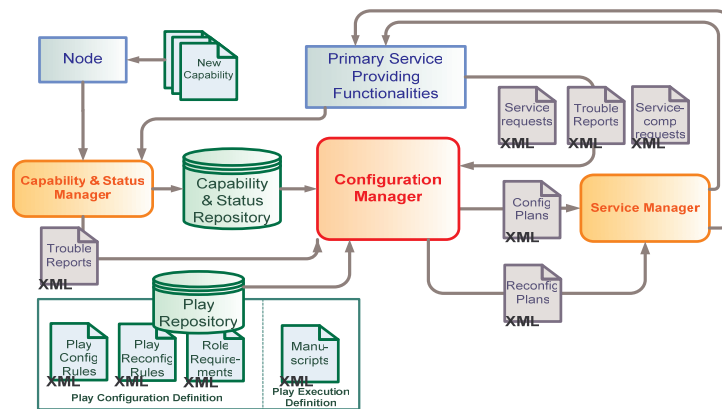 Node
New
Capability
Primary Service
Providing
Functionalities
Service
requests
XML
Trouble
Reports
XML
Service-
comp
requests
XML
Capability & Status
Manager
Capability
& Status
Repository
Configuration
Manager
Config
Plans
XML
Service Manager
Trouble
Reports
XML
Reconfig
Plans
XML
Play
Repository
Play
Config
Rules
XML
Play
Reconfig
Rules
XML
Role
Require-
ments
XML
Manu-
scripts
XML
Play Configuration Definition
Play Execution
Definition